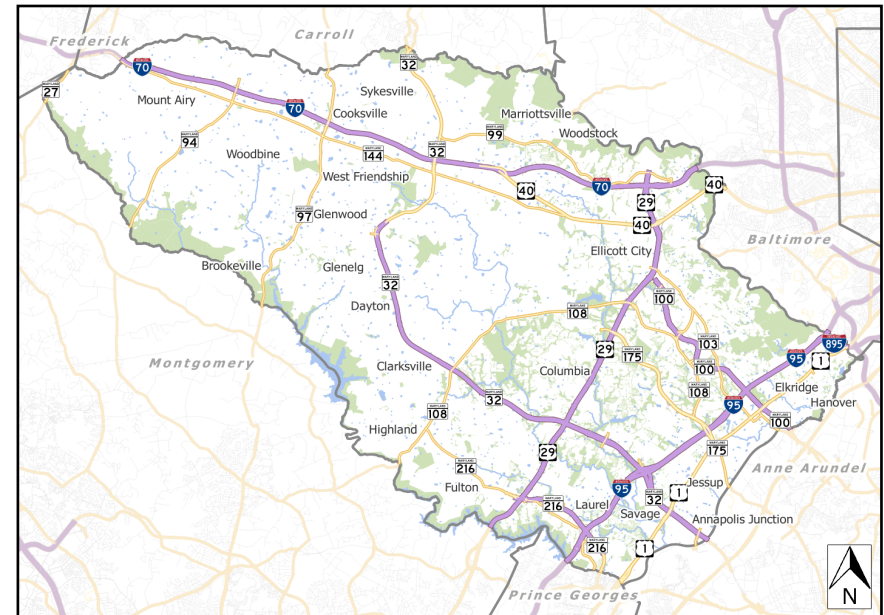 Carroll
Frederick
MARYLAND
32
INTERSTATE
70
27
Mount Airy
Sykesville
70
Cooksville
Marriottsville
94
99
Woodstock
Woodbine
144
32
West Friendship
40
70
40
29
97
Glenwood
40
Baltimore
Ellicott City
Brookeville
Glenelg
32
100
Dayton
108
895
103
29
175
95
1
Montgomery
Clarksville
Columbia
100
Elkridge
108
32
95
Hanover
108
100
Highland
29
175
216
Anne Arundel
Fulton
95
Jessup
1
32
216
Laurel
Savage
Annapolis Junction
216
1
Prince Georges
N